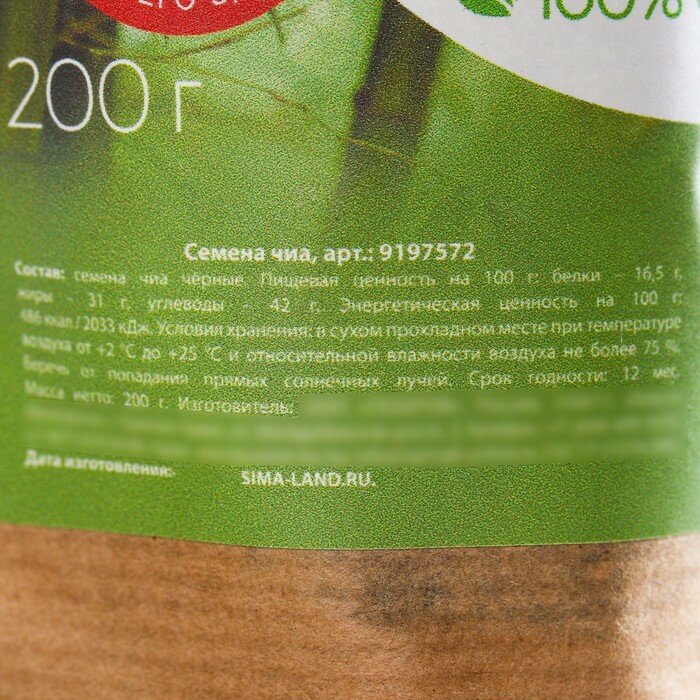 100%
200 г
Семена чиа, арт.: 9197572
Состав: семена чиа чёрные. Пищевая ценность на 100 г: белки – 16,5 г,
жиры – 31 г, углеводы – 42 г. Энергетическая ценность на 100 г:
486 ккал / 2033 кДж. Условия хранения: в сухом прохладном месте при температуре
воздуха от +2 °С до +25 °С и относительной влажности воздуха не более 75 %.
Беречь от попадания прямых солнечных лучей. Срок годности: 12 мес.
Масса нетто: 200 г. Изготовитель:
Дата изготовления:
SIMA-LAND.RU.